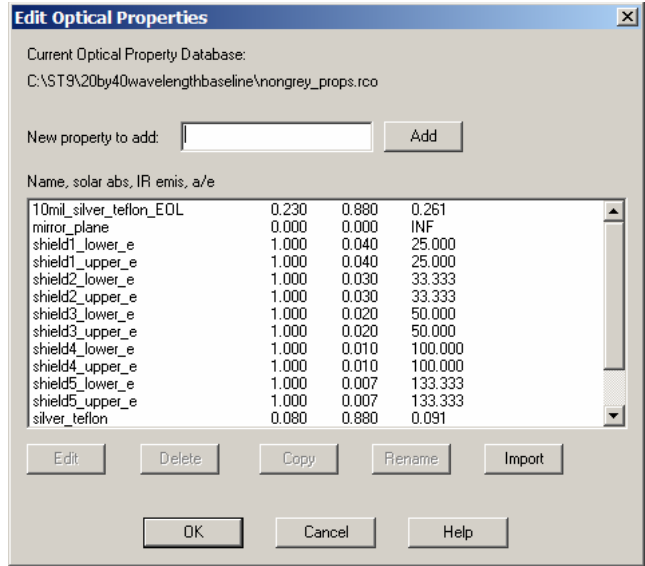 Edit Optical Properties
Current Optical Property Database:
C:\ST9\20by40wavelengthbaseline\nongrey_props.rco
New property to add: Add
Name, solar abs, IR emis, a/e
10mil_silver_teflon_EOL 0.230 0.880 0.261
mirror_plane 0.000 0.000 INF
shield1_lower_e 1.000 0.040 25.000
shield1_upper_e 1.000 0.040 25.000
shield2_lower_e 1.000 0.030 33.333
shield2_upper_e 1.000 0.030 33.333
shield3_lower_e 1.000 0.020 50.000
shield3_upper_e 1.000 0.020 50.000
shield4_lower_e 1.000 0.010 100.000
shield4_upper_e 1.000 0.010 100.000
shield5_lower_e 1.000 0.007 133.333
shield5_upper_e 1.000 0.007 133.333
silver_teflon 0.080 0.880 0.091
Edit Delete Copy Rename Import
OK Cancel Help